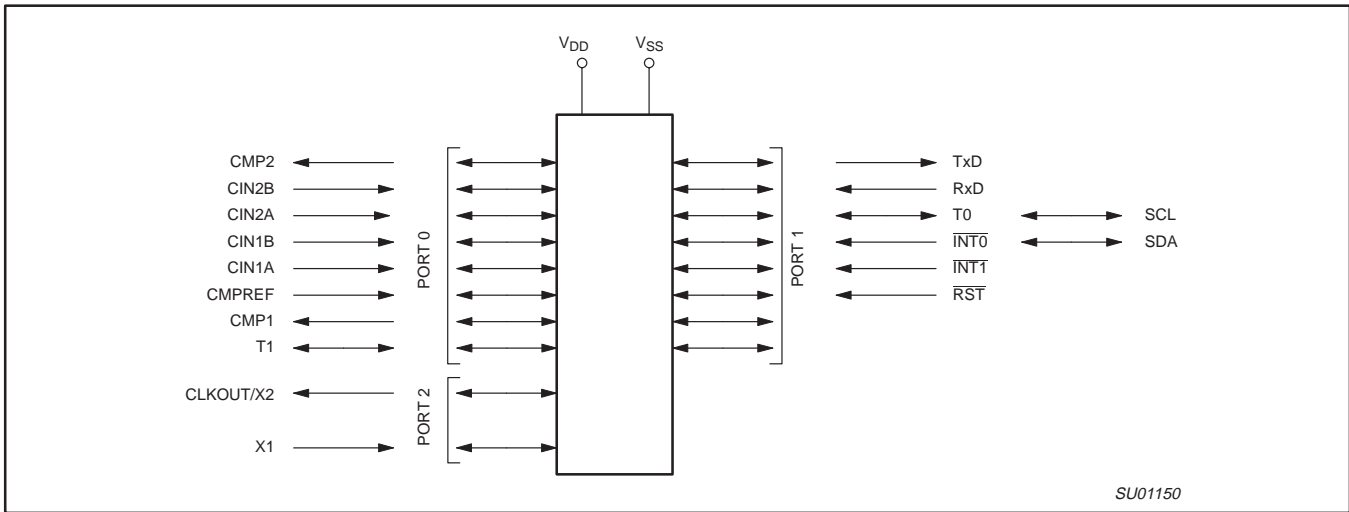 VDD VSS
CMP2
CIN2B
CIN2A
CIN1B
CIN1A
CMPREF
CMP1
T1
PORT 0
CLKOUT/X2
X1
PORT 2
PORT 1
TxD
RxD
T0 SCL
INT0 SDA
INT1
RST
SU01150